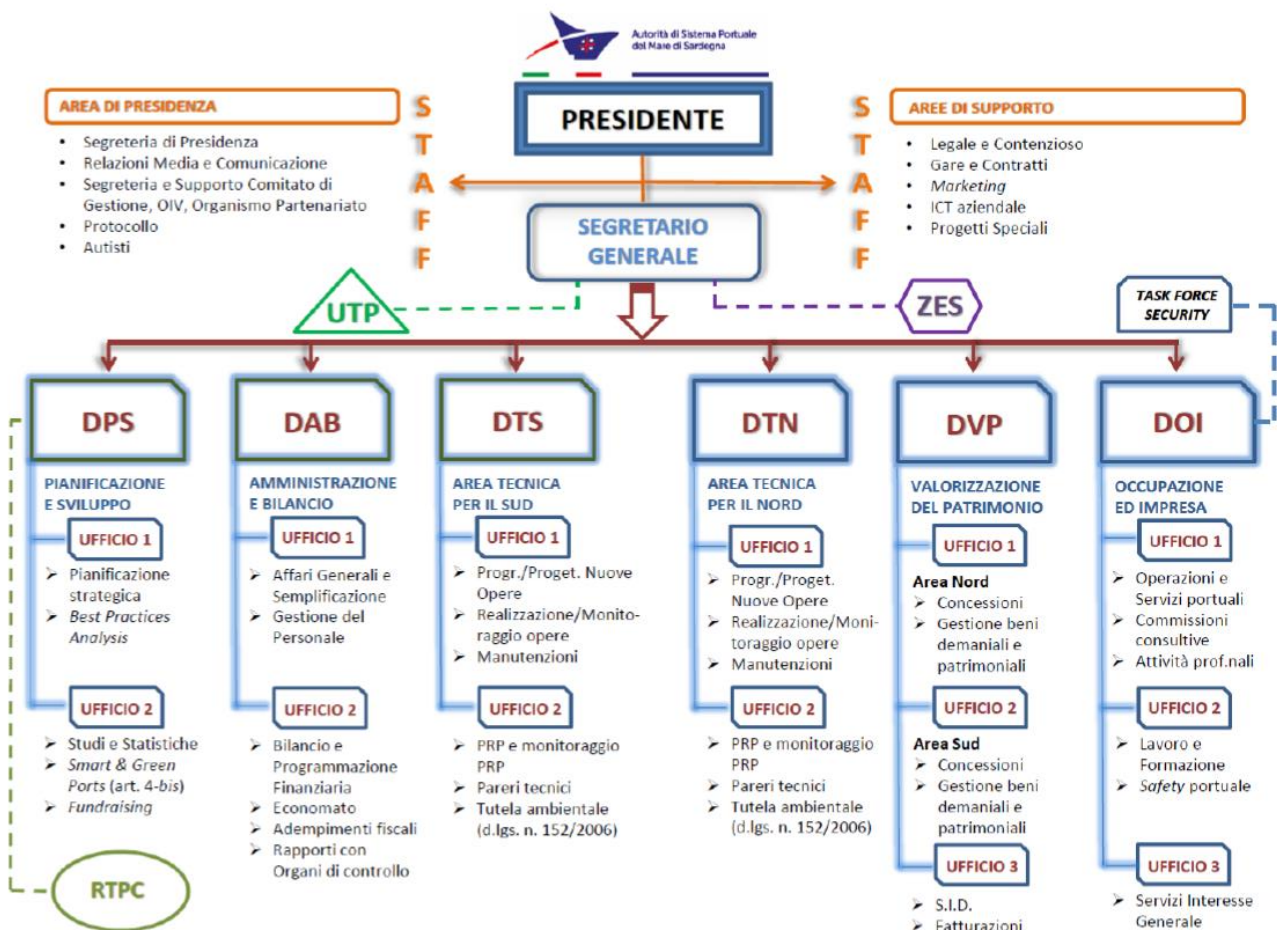 Autorità di Sistema Portuale
del Mare di Sardegna
PRESIDENTE
AREA DI PRESIDENZA
• Segreteria di Presidenza
• Relazioni Media e Comunicazione
• Segreteria e Supporto Comitato di
Gestione, OIV, Organismo Partenariato
• Protocollo
• Autisti
STAFF
STAFF
AREE DI SUPPORTO
• Legale e Contenzioso
• Gare e Contratti
• Marketing
• ICT aziendale
• Progetti Speciali
SEGRETARIO
GENERALE
UTP
ZES
TASK FORCE
SECURITY
DPS
PIANIFICAZIONE
E SVILUPPO
UFFICIO 1
➢ Pianificazione
strategica
➢ Best Practices
Analysis
UFFICIO 2
➢ Studi e Statistiche
➢ Smart & Green
Ports (art. 4-bis)
➢ Fundraising
RTPC
DAB
AMMINISTRAZIONE
E BILANCIO
UFFICIO 1
➢ Affari Generali e
Semplificazione
➢ Gestione del
Personale
UFFICIO 2
➢ Bilancio e
Programmazione
Finanziaria
➢ Economato
➢ Adempimenti fiscali
➢ Rapporti con
Organi di controllo
DTS
AREA TECNICA
PER IL SUD
UFFICIO 1
➢ Progr./Proget. Nuove
Opere
➢ Realizzazione/Monito-
raggio opere
➢ Manutenzioni
UFFICIO 2
➢ PRP e monitoraggio
PRP
➢ Pareri tecnici
➢ Tutela ambientale
(d.lgs. n. 152/2006)
DTN
AREA TECNICA
PER IL NORD
UFFICIO 1
➢ Progr./Proget.
Nuove Opere
➢ Realizzazione/Moni-
toraggio opere
➢ Manutenzioni
UFFICIO 2
➢ PRP e monitoraggio
PRP
➢ Pareri tecnici
➢ Tutela ambientale
(d.lgs. n. 152/2006)
DVP
VALORIZZAZIONE
DEL PATRIMONIO
UFFICIO 1
Area Nord
➢ Concessioni
➢ Gestione beni
demaniali e
patrimoniali
UFFICIO 2
Area Sud
➢ Concessioni
➢ Gestione beni
demaniali e
patrimoniali
UFFICIO 3
➢ S.I.D.
➢ Fatturazioni
DOI
OCCUPAZIONE
ED IMPRESA
UFFICIO 1
➢ Operazioni e
Servizi portuali
➢ Commissioni
consultive
➢ Attività prof.nali
UFFICIO 2
➢ Lavoro e
Formazione
➢ Safety portuale
UFFICIO 3
➢ Servizi Interesse
Generale